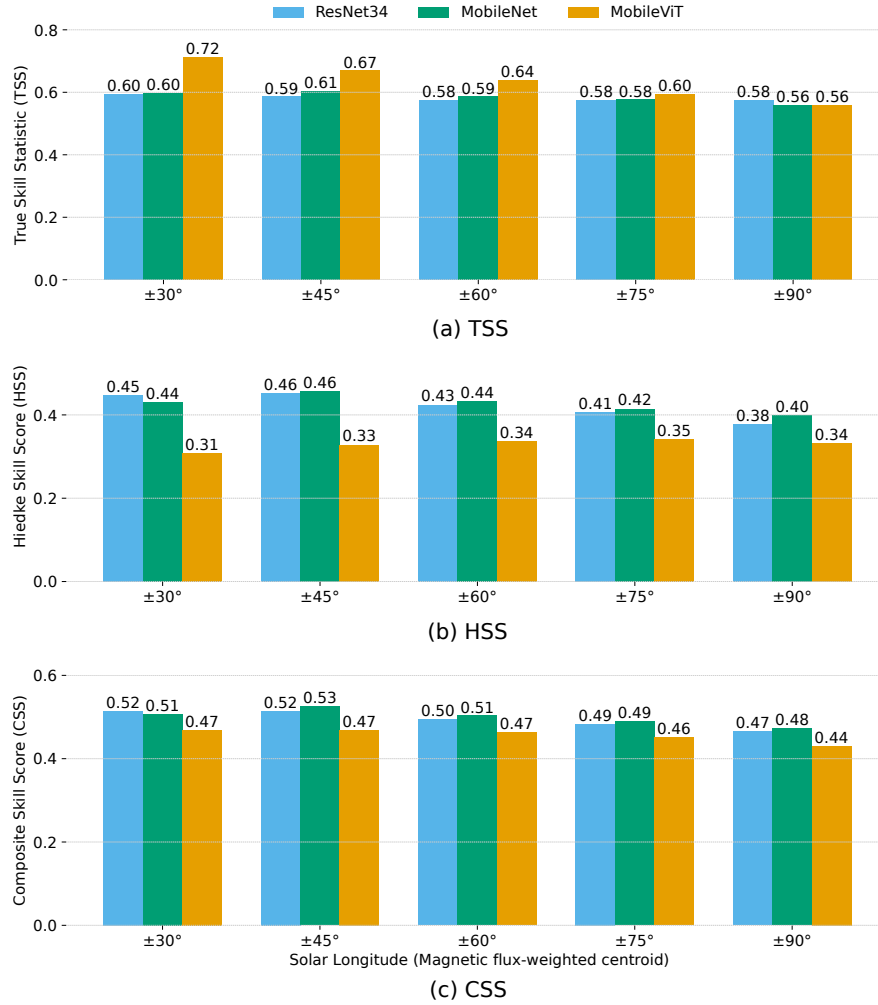 ResNet34 MobileNet MobileViT
True Skill Statistic (TSS)
0.8
0.6
0.4
0.2
0.0
0.60 0.60 0.72
0.59 0.61 0.67
0.58 0.59 0.64
0.58 0.58 0.60
0.58 0.56 0.56
±30° ±45° ±60° ±75° ±90°
(a) TSS
Hiedke Skill Score (HSS)
0.4
0.2
0.0
0.45 0.44 0.31
0.46 0.46 0.33
0.43 0.44 0.34
0.41 0.42 0.35
0.38 0.40 0.34
±30° ±45° ±60° ±75° ±90°
(b) HSS
Composite Skill Score (CSS)
0.6
0.4
0.2
0.0
0.52 0.51 0.47
0.52 0.53 0.47
0.50 0.51 0.47
0.49 0.49 0.46
0.47 0.48 0.44
±30° ±45° ±60° ±75° ±90°
Solar Longitude (Magnetic flux-weighted centroid)
(c) CSS